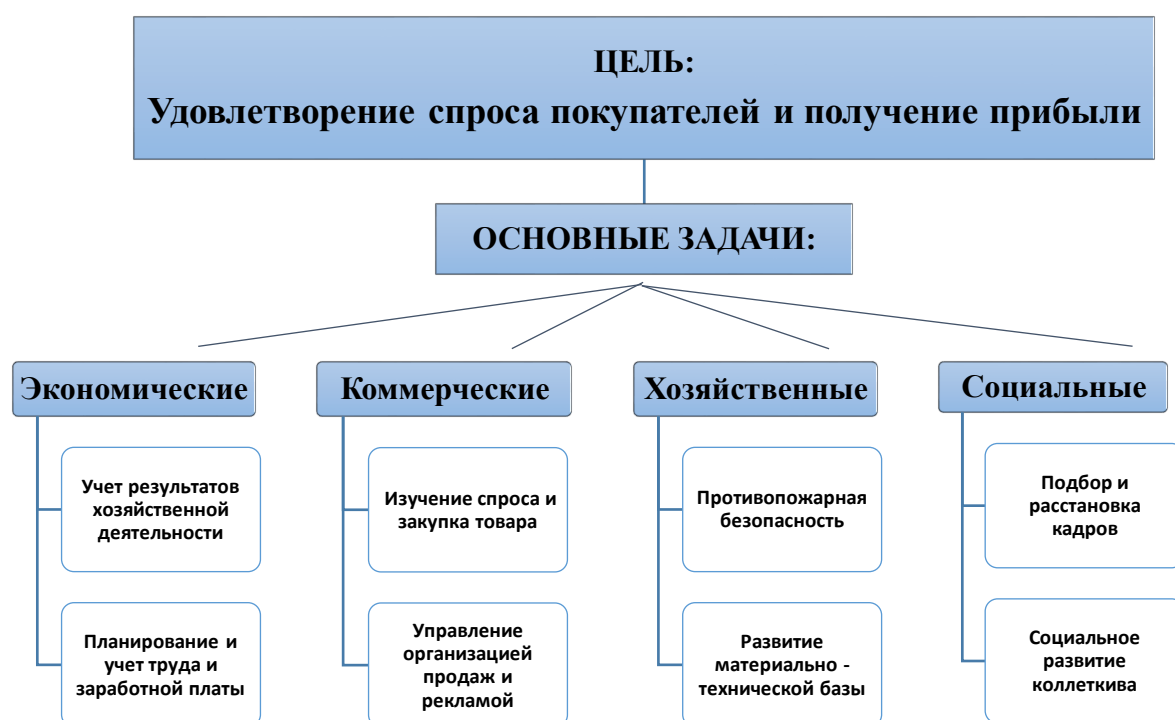 ЦЕЛЬ:
Удовлетворение спроса покупателей и получение прибыли
ОСНОВНЫЕ ЗАДАЧИ:
Экономические
Учет результатов
хозяйственной
деятельности
Планирование и
учет труда и
заработной платы
Коммерческие
Изучение спроса и
закупка товара
Управление
организацией
продаж и
рекламой
Хозяйственные
Противопожарная
безопасность
Развитие
материально -
технической базы
Социальные
Подбор и
расстановка
кадров
Социальное
развитие
коллеткива